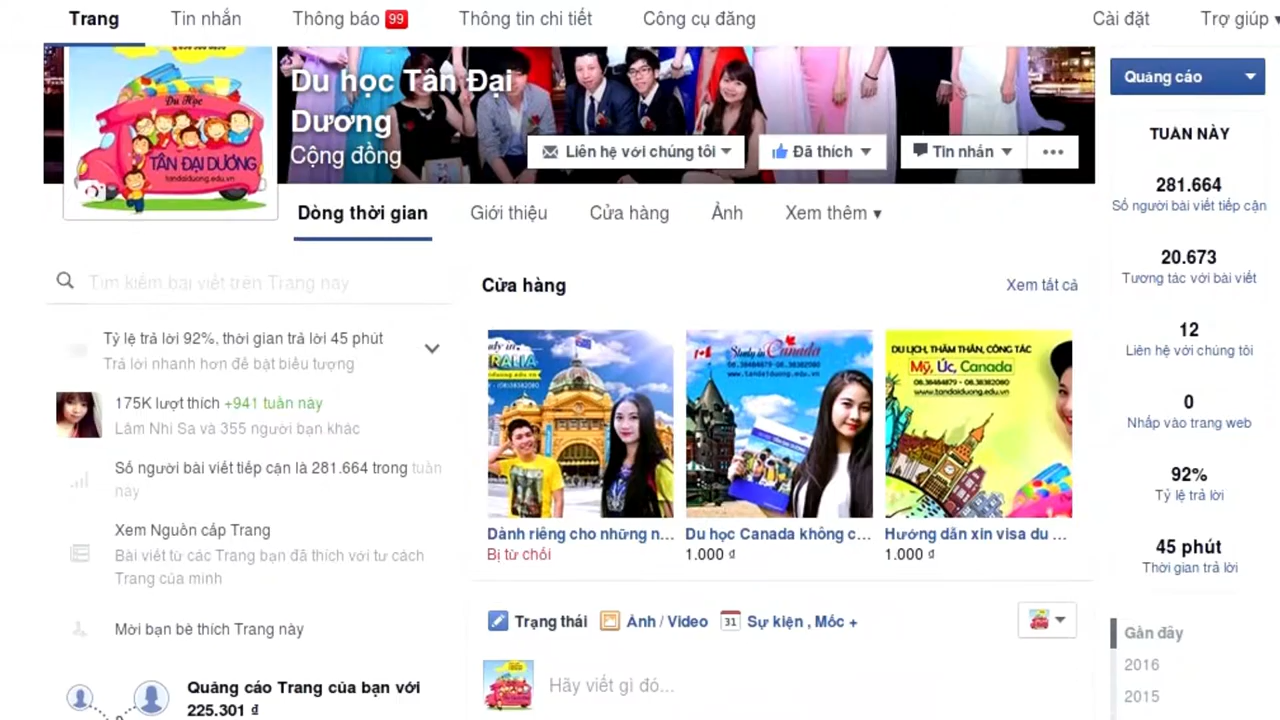 Trang
Tin nhắn
Thông báo 99
Thông tin chi tiết
Công cụ đăng
Cài đặt
Trợ giúp
Du Học
TÂN ĐẠI DƯƠNG
tandaiduong.edu.vn
Du học Tân Đại
Dương
Cộng đồng
Liên hệ với chúng tôi
Đã thích
Tin nhắn
Quảng cáo
Dòng thời gian
Giới thiệu
Cửa hàng
Ảnh
Xem thêm
TUẦN NÀY
281.664
Số người bài viết tiếp cận
20.673
Tương tác với bài viết
12
Liên hệ với chúng tôi
0
Nhấp vào trang web
92%
Tỷ lệ trả lời
45 phút
Thời gian trả lời
Gần đây
2016
2015
Tìm kiếm bài viết trên Trang này
Tỷ lệ trả lời 92%, thời gian trả lời 45 phút
Trả lời nhanh hơn để bật biểu tượng
175K lượt thích +941 tuần này
Lâm Nhi Sa và 355 người bạn khác
Số người bài viết tiếp cận là 281.664 trong tuần
này
Xem Nguồn cấp Trang
Bài viết từ các Trang bạn đã thích với tư cách
Trang của mình
Mời bạn bè thích Trang này
Quảng cáo Trang của bạn với
225.301 ₫
Cửa hàng
Xem tất cả
Study in Canada
www.tandaiduong.edu.vn
DU LỊCH, THĂM THÂN, CÔNG TÁC
Mỹ, Úc, Canada
08.38464879 - 08.38382080
www.tandaiduong.edu.vn
Dành riêng cho những n...
Bị từ chối
Du học Canada không c...
1.000 ₫
Hướng dẫn xin visa du ...
1.000 ₫
Trạng thái
Ảnh / Video
31 Sự kiện , Mốc +
Hãy viết gì đó...